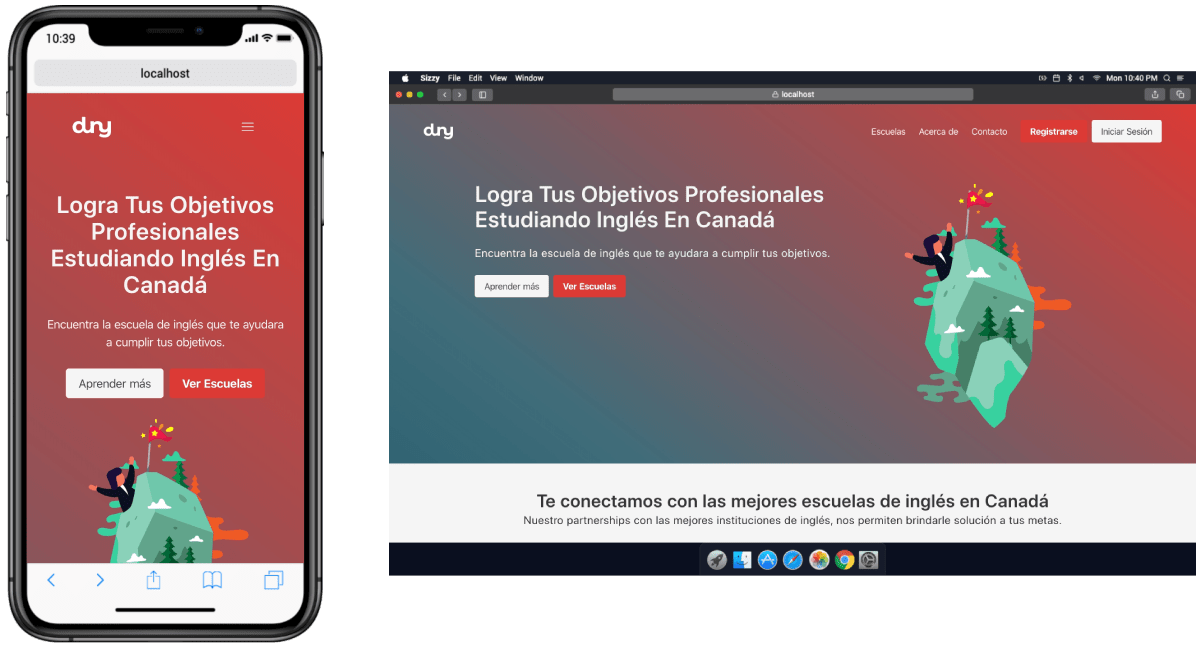 10:39
localhost
dry
Logra Tus Objetivos
Profesionales
Estudiando Inglés En
Canadá
Encuentra la escuela de inglés que te ayudara
a cumplir tus objetivos.
Aprender más
Ver Escuelas
Sizzy File Edit View Window
Mon 10:40 PM
localhost
dry
Escuelas Acerca de Contacto Registrarse Iniciar Sesión
Logra Tus Objetivos Profesionales
Estudiando Inglés En Canadá
Encuentra la escuela de inglés que te ayudara a cumplir tus objetivos.
Aprender más Ver Escuelas
Te conectamos con las mejores escuelas de inglés en Canadá
Nuestro partnerships con las mejores instituciones de inglés, nos permiten brindarle solución a tus metas.